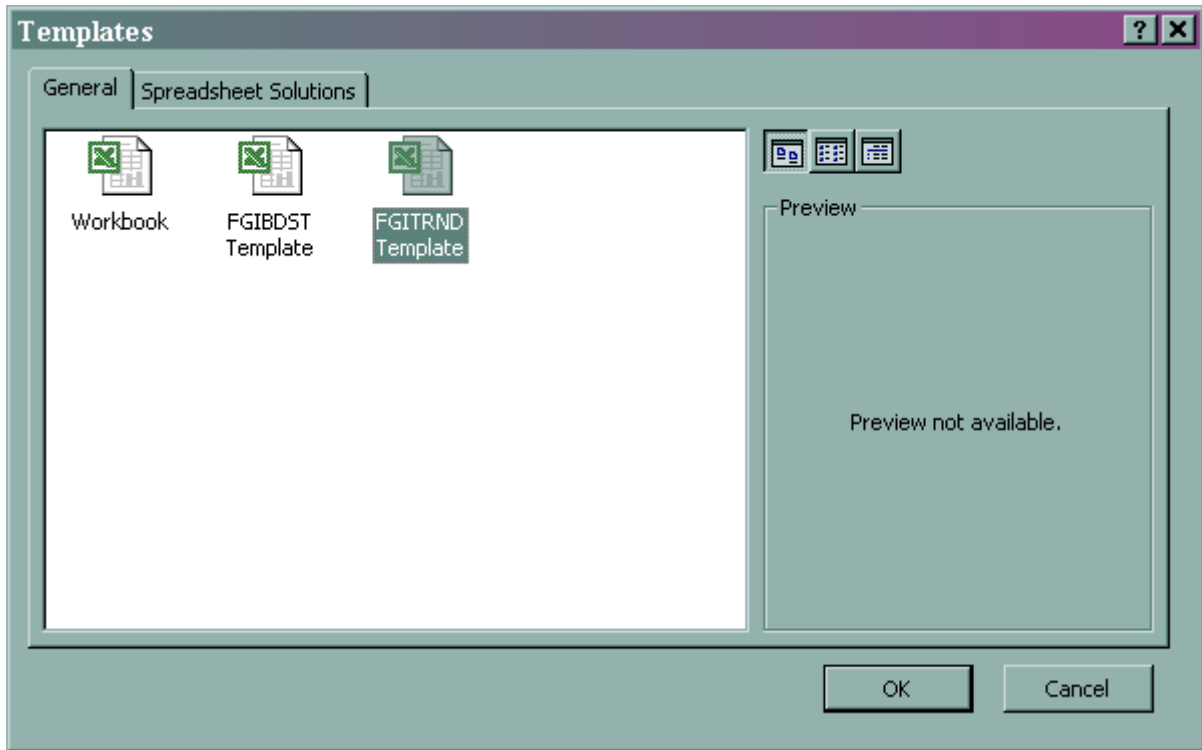 Templates
General
Spreadsheet Solutions
Workbook
FGIBDST
Template
FGITRND
Template
Preview
Preview not available.
OK
Cancel